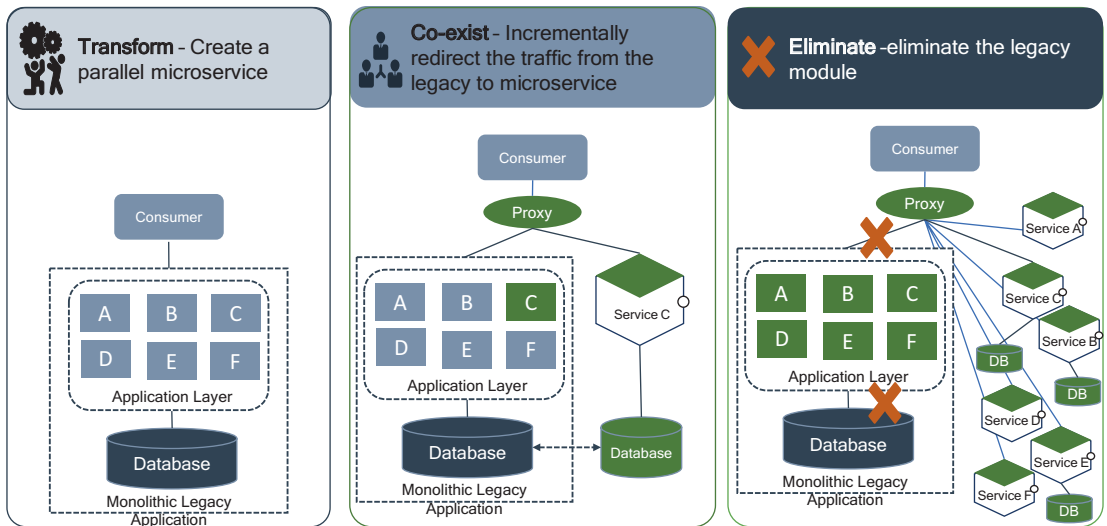 Transform - Create a
parallel microservice
Consumer
A B C
D E F
Application Layer
Database
Monolithic Legacy
Application
Co-exist - Incrementally
redirect the traffic from the
legacy to microservice
Consumer
Proxy
A B C
D E F
Application Layer
Service C
Database
Database
Monolithic Legacy
Application
Eliminate -eliminate the legacy
module
Consumer
Proxy
Service A
A B C
D E F
Application Layer
Service C
Service B
DB
DB
Database
Service D
Service E
Monolithic Legacy
Application
Service F
DB